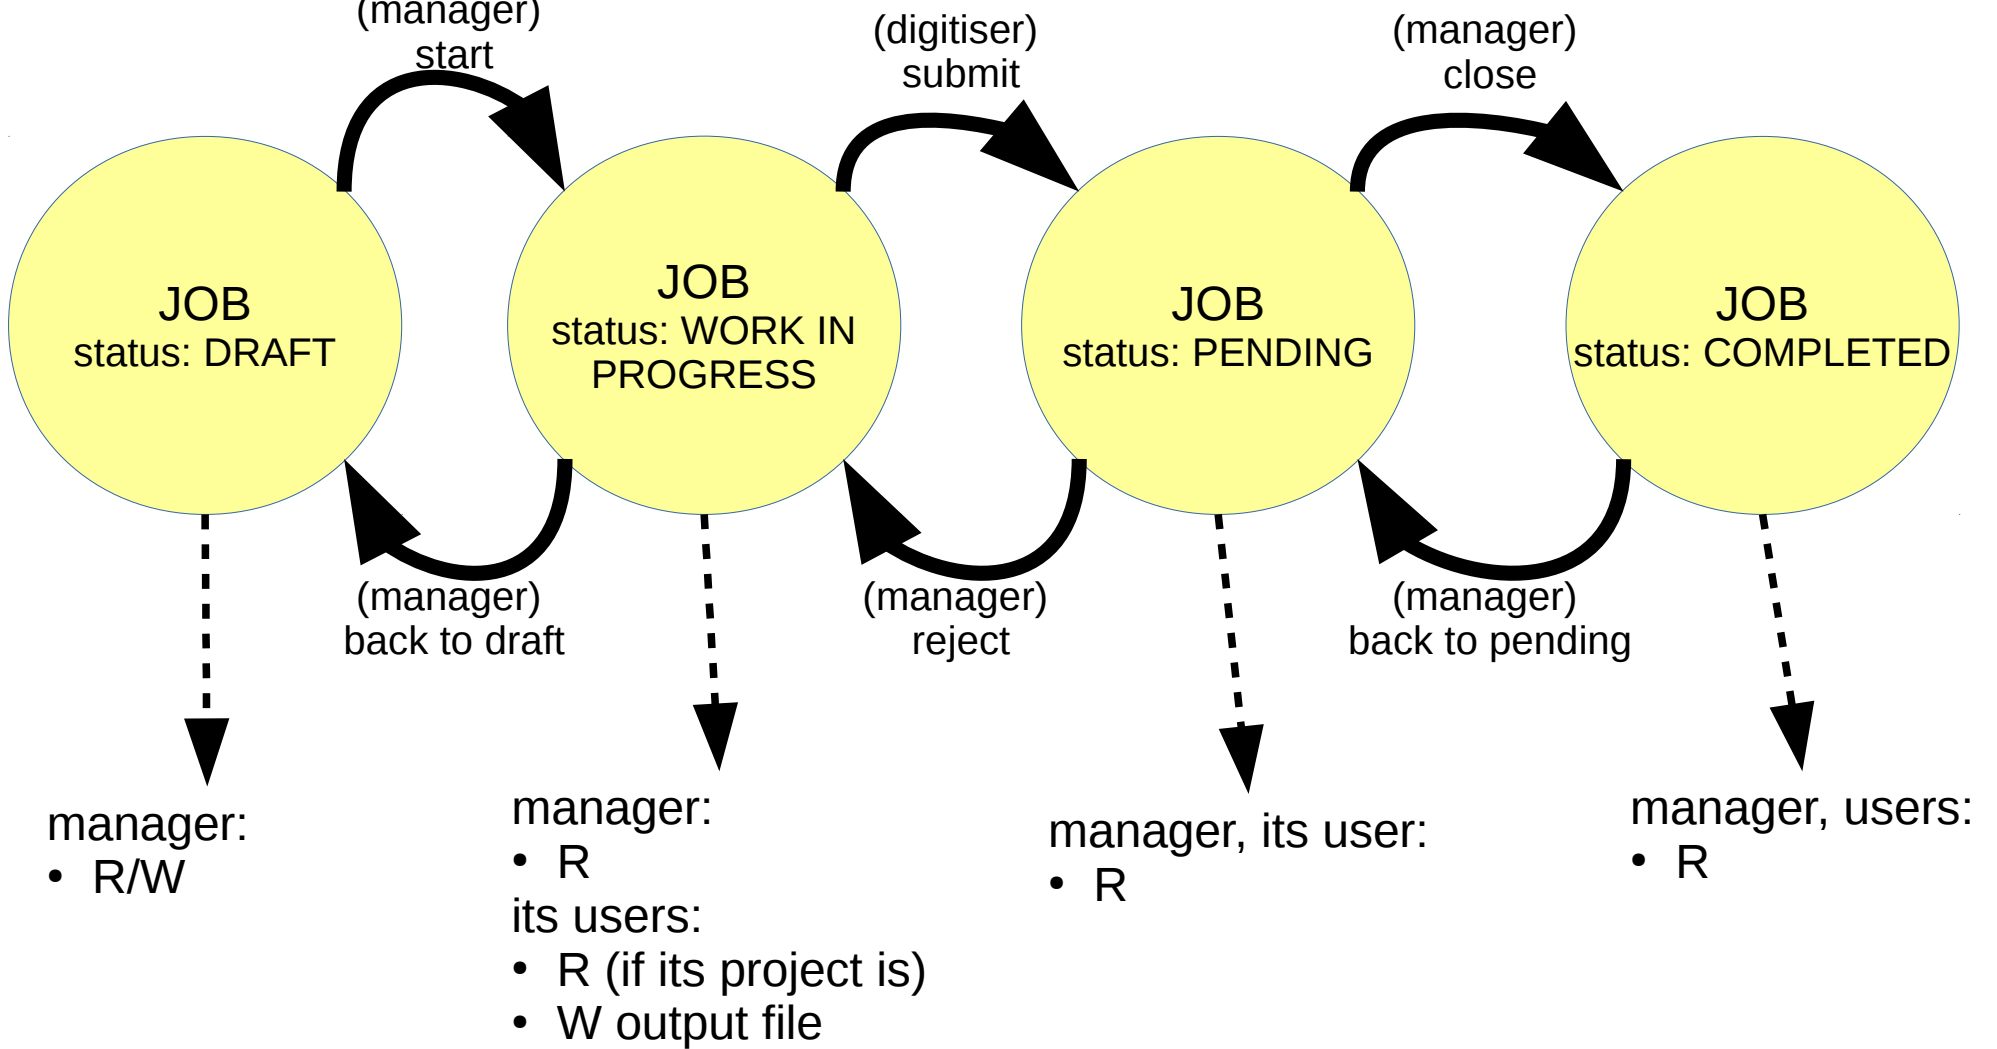 (manager)
start
(digitiser)
submit
(manager)
close
JOB
status: DRAFT
JOB
status: WORK IN
PROGRESS
JOB
status: PENDING
JOB
status: COMPLETED
(manager)
back to draft
(manager)
reject
(manager)
back to pending
manager:
• R/W
manager:
• R
its users:
• R (if its project is)
• W output file
manager, its user:
• R
manager, users:
• R